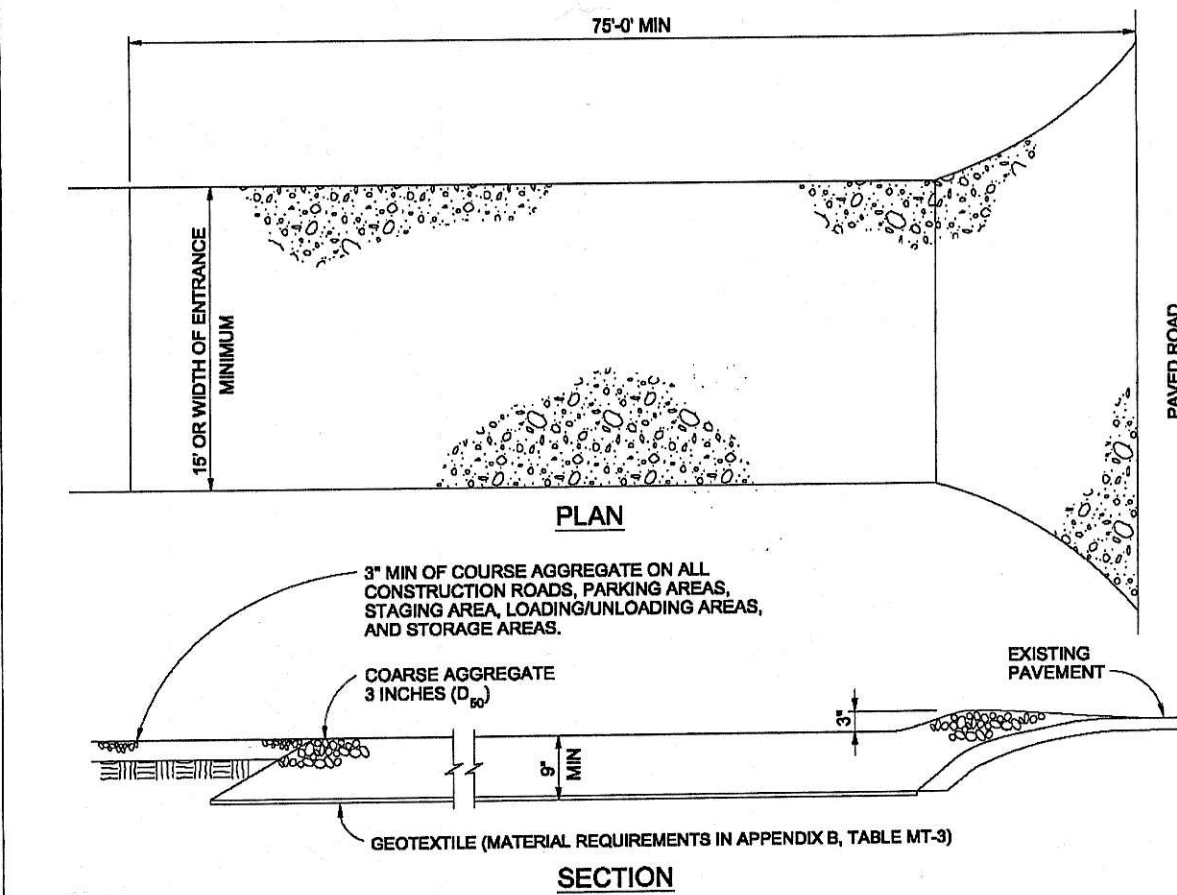 75'-0' MIN
15' OR WIDTH OF ENTRANCE
MINIMUM
PAVED ROAD
PLAN
3" MIN OF COURSE AGGREGATE ON ALL
CONSTRUCTION ROADS, PARKING AREAS,
STAGING AREA, LOADING/UNLOADING AREAS,
AND STORAGE AREAS.
COARSE AGGREGATE
3 INCHES (D50)
EXISTING
PAVEMENT
3"
9"
MIN
GEOTEXTILE (MATERIAL REQUIREMENTS IN APPENDIX B, TABLE MT-3)
SECTION